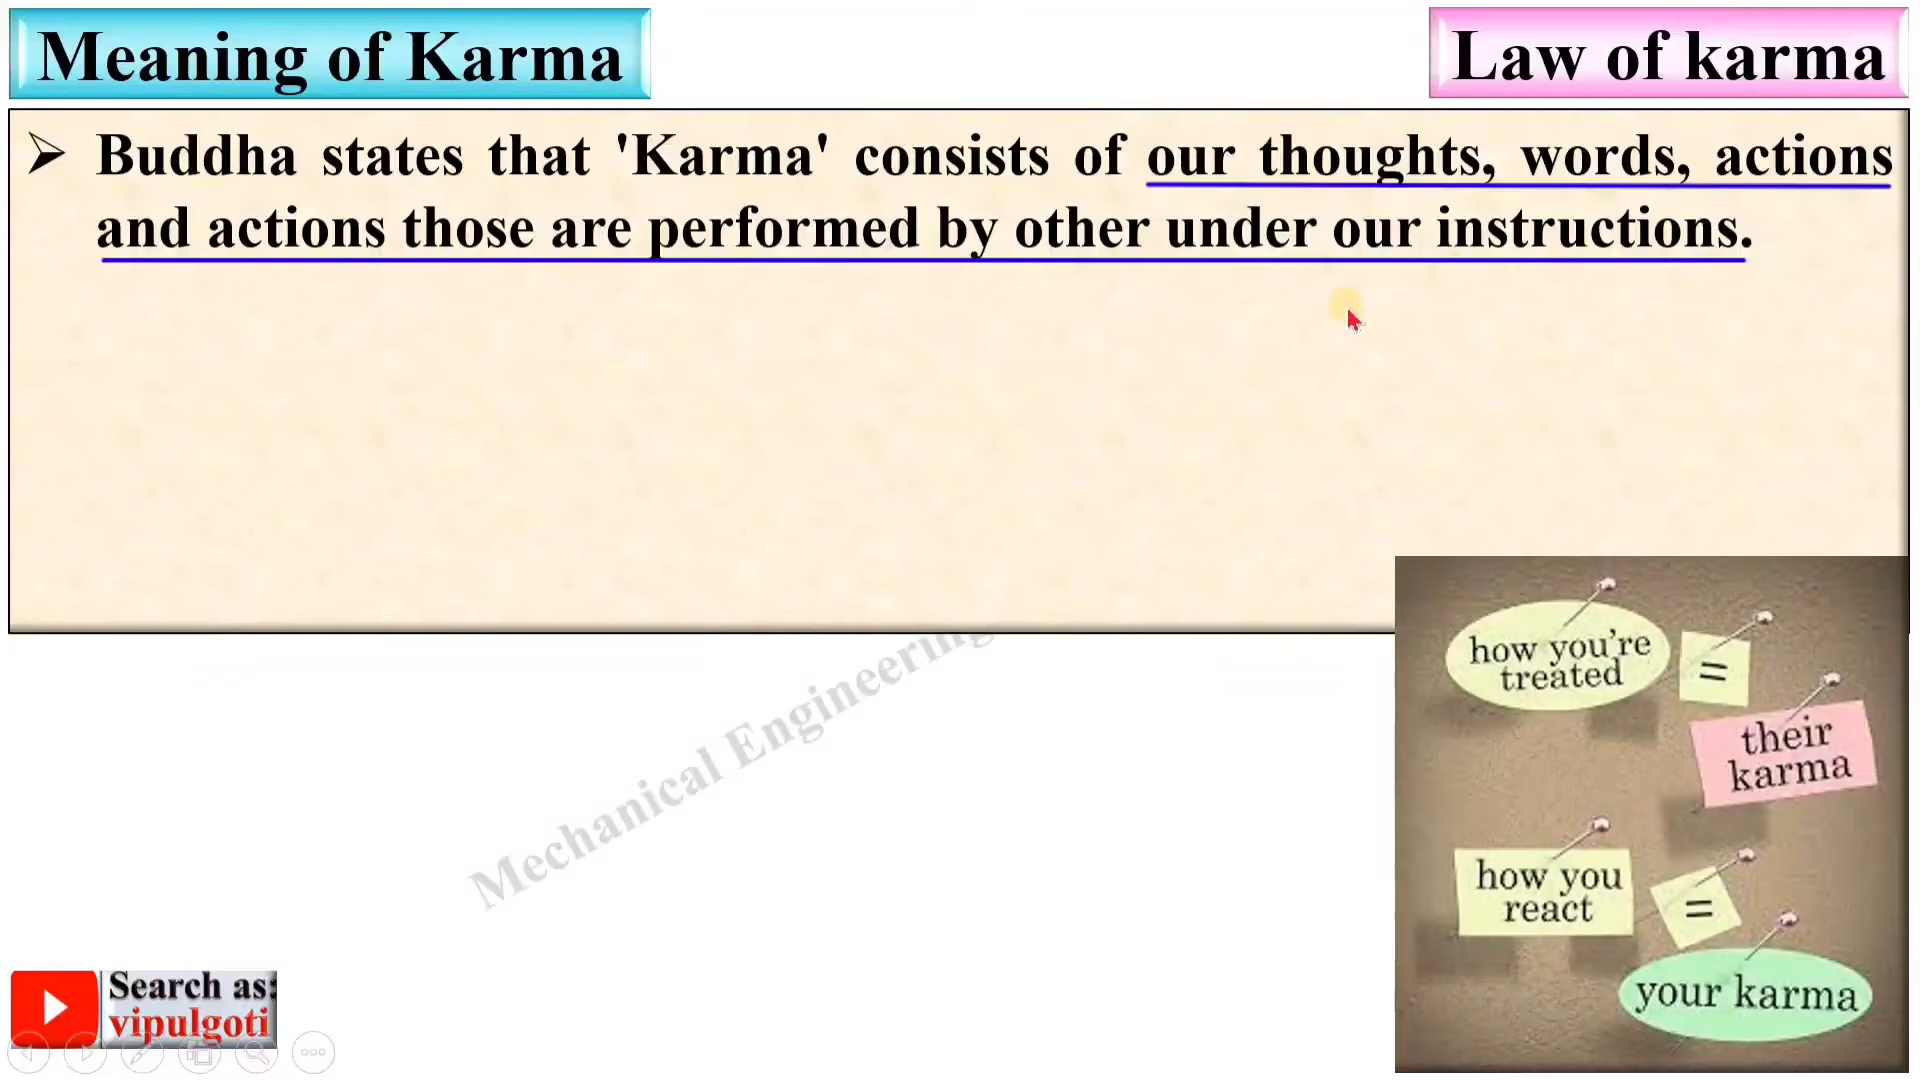 Meaning of Karma
Law of karma
➢ Buddha states that 'Karma' consists of our thoughts, words, actions
and actions those are performed by other under our instructions.
Mechanical Engineering
how you're
treated
=
their
karma
how you
react
=
your karma
Search as:
vipulgoti